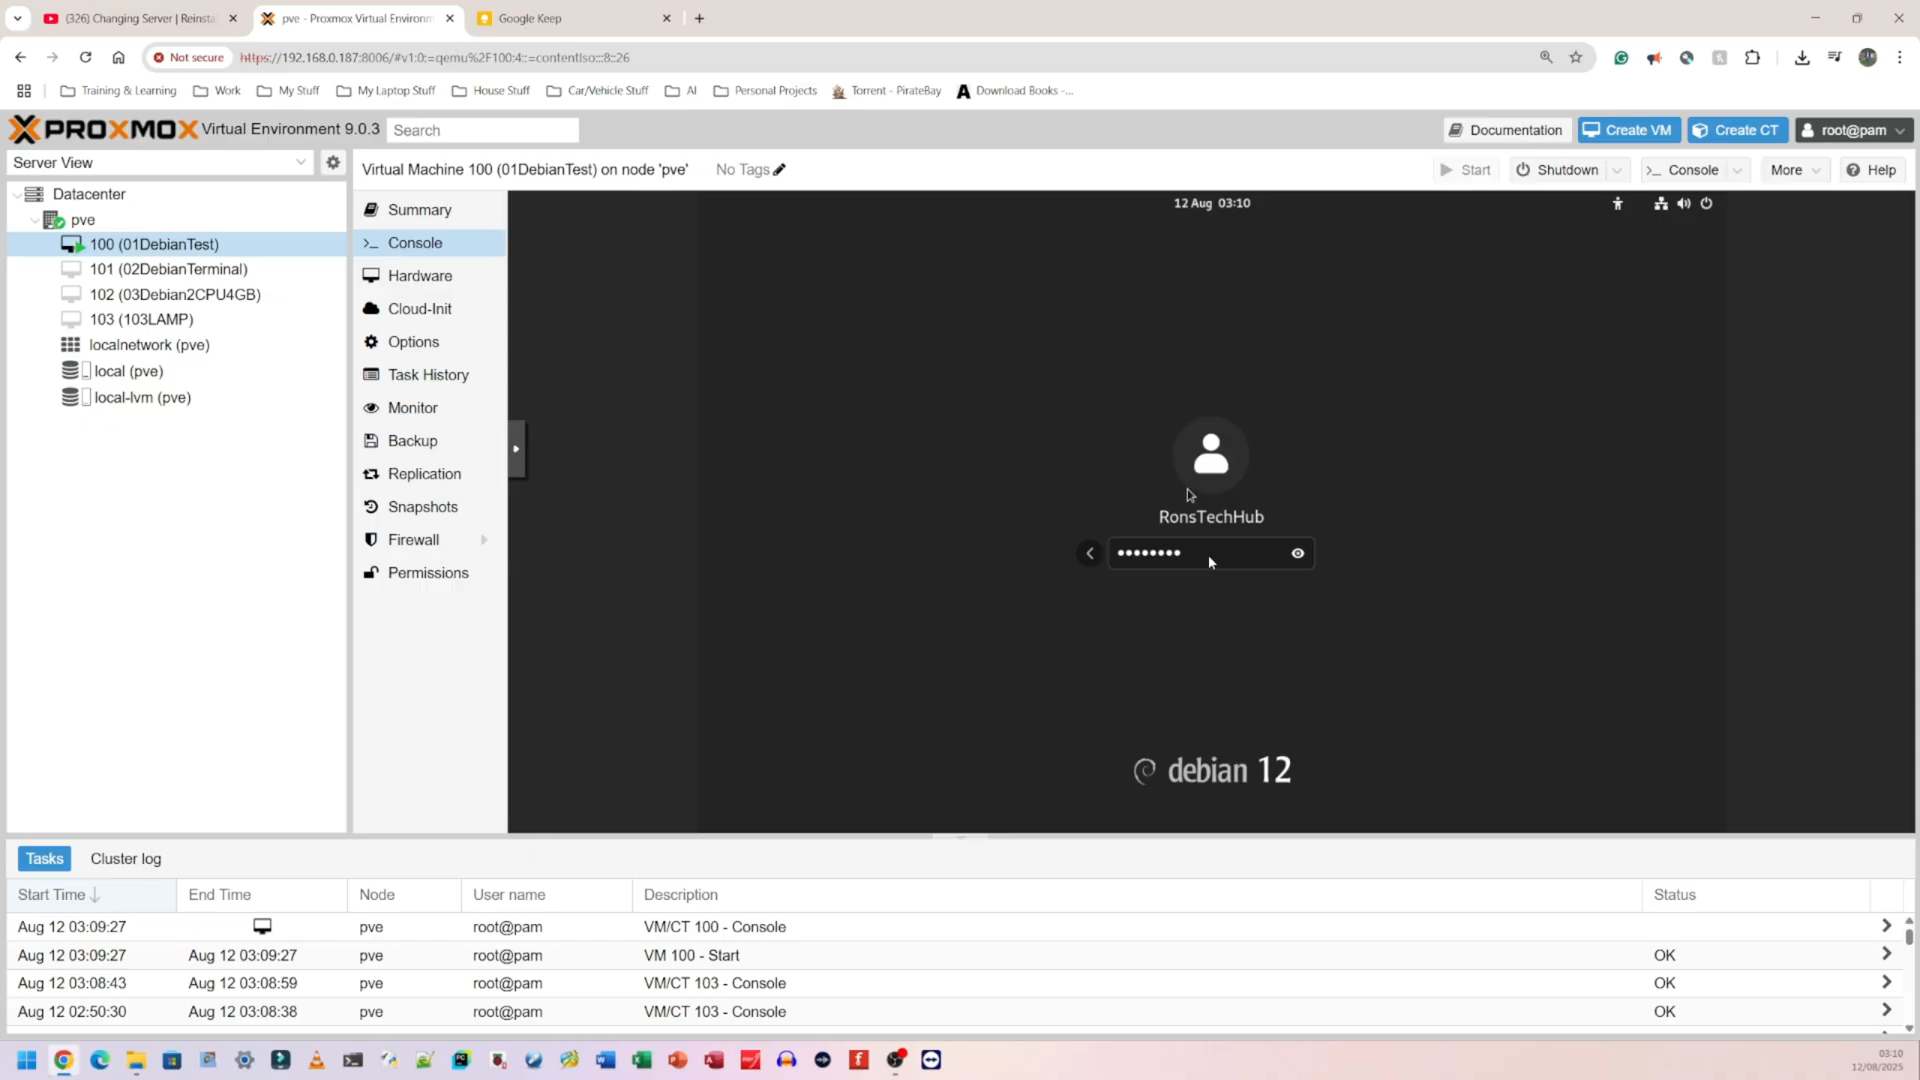 (326) Changing Server | Reinsta
pve - Proxmox Virtual Environm
Google Keep
Not secure
https://192.168.0.187:8006/#v1:0:=qemu%2F100:4::=contentIso:::8::26
Training & Learning
Work
My Stuff
My Laptop Stuff
House Stuff
Car/Vehicle Stuff
AI
Personal Projects
Torrent - PirateBay
Download Books -...
PROXMOX Virtual Environment 9.0.3
Search
Documentation
Create VM
Create CT
root@pam
Server View
Virtual Machine 100 (01DebianTest) on node 'pve'
No Tags
Start
Shutdown
Console
More
Help
Datacenter
pve
100 (01DebianTest)
101 (02DebianTerminal)
102 (03Debian2CPU4GB)
103 (103LAMP)
localnetwork (pve)
local (pve)
local-lvm (pve)
Summary
Console
Hardware
Cloud-Init
Options
Task History
Monitor
Backup
Replication
Snapshots
Firewall
Permissions
12 Aug 03:10
RonsTechHub
debian 12
Tasks
Cluster log
Start Time End Time Node User name Description Status
Aug 12 03:09:27 pve root@pam VM/CT 100 - Console
Aug 12 03:09:27 Aug 12 03:09:27 pve root@pam VM 100 - Start OK
Aug 12 03:08:43 Aug 12 03:08:59 pve root@pam VM/CT 103 - Console OK
Aug 12 02:50:30 Aug 12 03:08:38 pve root@pam VM/CT 103 - Console OK
03:10
12/08/2025